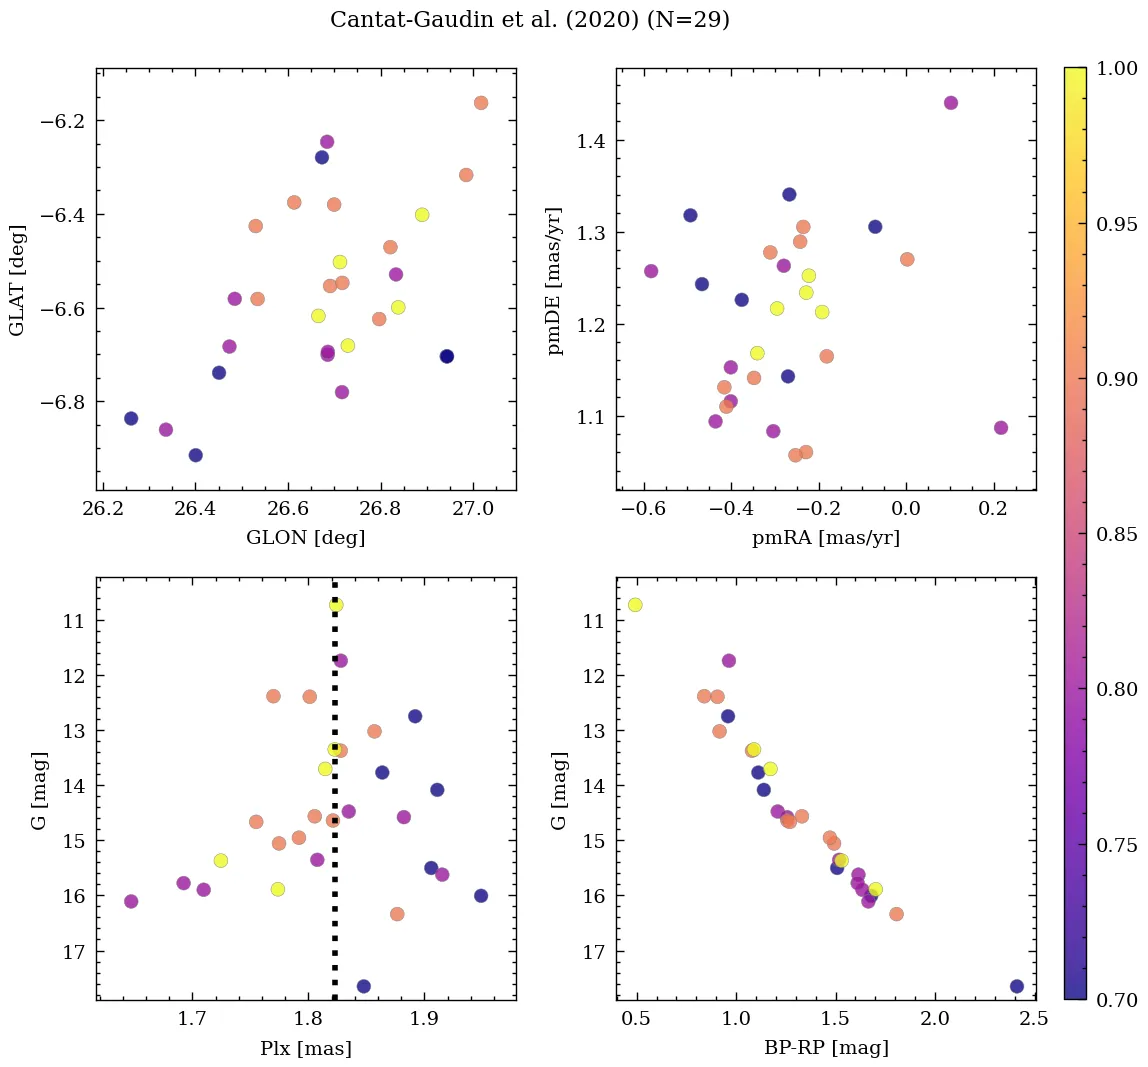 Cantat-Gaudin et al. (2020) (N=29)
−6.2
−6.4
−6.6
−6.8
GLAT [deg]
26.2 26.4 26.6 26.8 27.0
GLON [deg]
1.4
1.3
1.2
1.1
pmDE [mas/yr]
−0.6 −0.4 −0.2 0.0 0.2
pmRA [mas/yr]
11
12
13
14
15
16
17
G [mag]
1.7 1.8 1.9
Plx [mas]
11
12
13
14
15
16
17
G [mag]
0.5 1.0 1.5 2.0 2.5
BP-RP [mag]
1.00
0.95
0.90
0.85
0.80
0.75
0.70